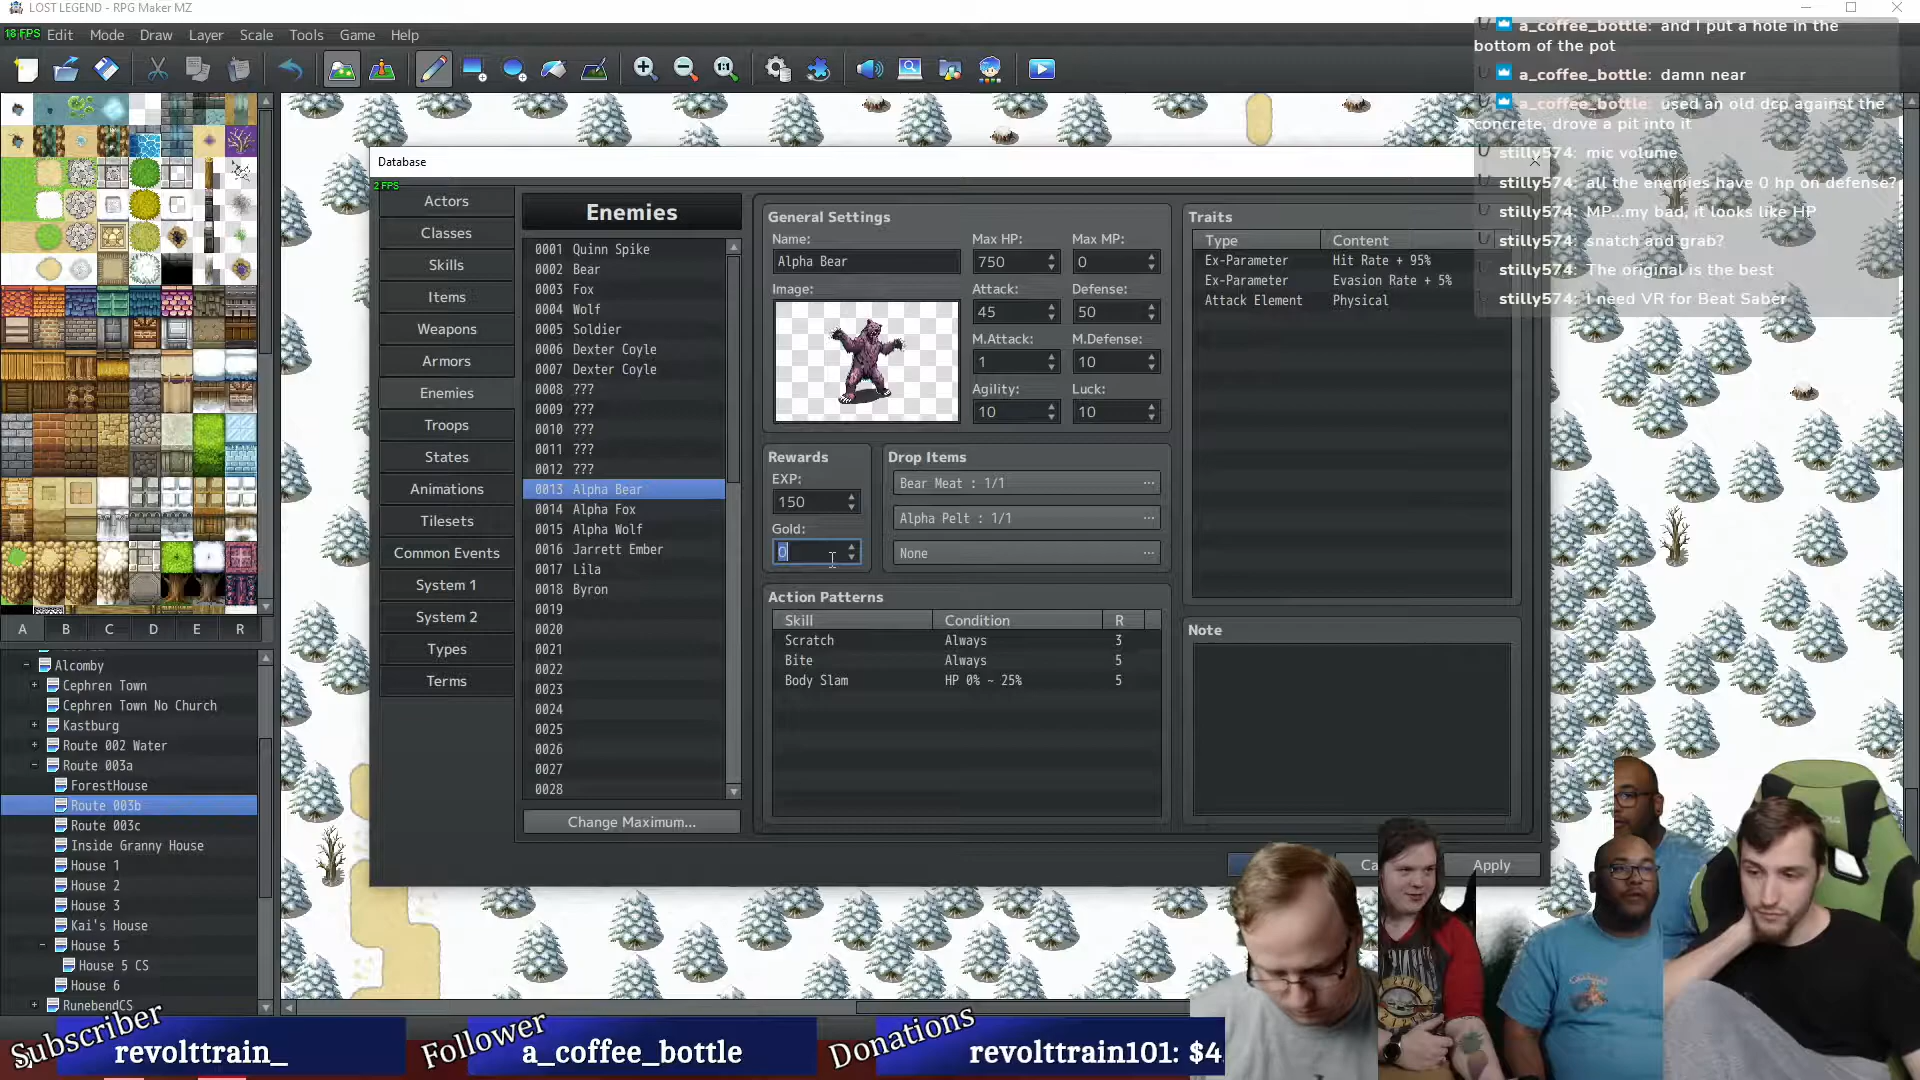 LOST LEGEND - RPG Maker MZ
18 FPS
Edit Mode Draw Layer Scale Tools Game Help
a_coffee_bottle: and I put a hole in the
bottom of the pot
a_coffee_bottle: damn near
a_coffee_bottle: used an old dcp against the
concrete, drove a pit into it
stilly574: mic volume
stilly574: all the enemies have 0 hp on defense?
stilly574: MP...my bad, it looks like HP
stilly574: snatch and grab?
stilly574: The original is the best
stilly574: I need VR for Beat Saber
Database
2 FPS
Actors
Classes
Skills
Items
Weapons
Armors
Enemies
Troops
States
Animations
Tilesets
Common Events
System 1
System 2
Types
Terms
Enemies
0001 Quinn Spike
0002 Bear
0003 Fox
0004 Wolf
0005 Soldier
0006 Dexter Coyle
0007 Dexter Coyle
0008 ???
0009 ???
0010 ???
0011 ???
0012 ???
0013 Alpha Bear
0014 Alpha Fox
0015 Alpha Wolf
0016 Jarrett Ember
0017 Lila
0018 Byron
0019
0020
0021
0022
0023
0024
0025
0026
0027
0028
Change Maximum...
General Settings
Name: Max HP: Max MP:
Alpha Bear 750 0
Image: Attack: Defense:
45 50
M.Attack: M.Defense:
1 10
Agility: Luck:
10 10
Rewards
EXP:
150
Gold:
0
Drop Items
Bear Meat : 1/1 ...
Alpha Pelt : 1/1 ...
None ...
Action Patterns
Skill Condition R
Scratch Always 3
Bite Always 5
Body Slam HP 0% ~ 25% 5
Traits
Type Content
Ex-Parameter Hit Rate + 95%
Ex-Parameter Evasion Rate + 5%
Attack Element Physical
Note
Apply
1:1
A B C D E R
Alcomby
Cephren Town
Cephren Town No Church
Kastburg
Route 002 Water
Route 003a
ForestHouse
Route 003b
Route 003c
Inside Granny House
House 1
House 2
House 3
Kai's House
House 5
House 5 CS
House 6
RunebendCS
Subscriber revolttrain_
Follower a_coffee_bottle
Donations revolttrain101: $4